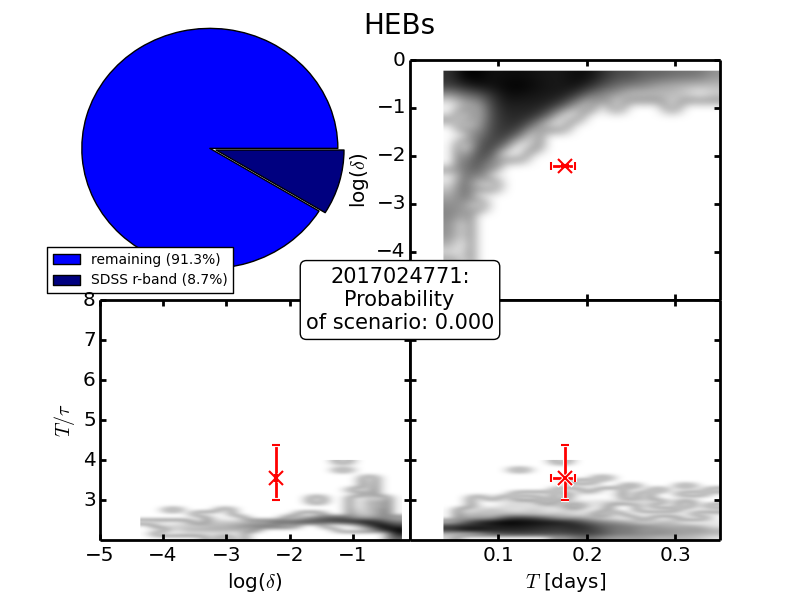 HEBs
remaining (91.3%)
SDSS r-band (8.7%)
0
−1
−2
−3
−4
log(δ)
2017024771:
Probability
of scenario: 0.000
8
7
6
5
4
3
T/τ
−5 −4 −3 −2 −1
log(δ)
0.1 0.2 0.3
T [days]